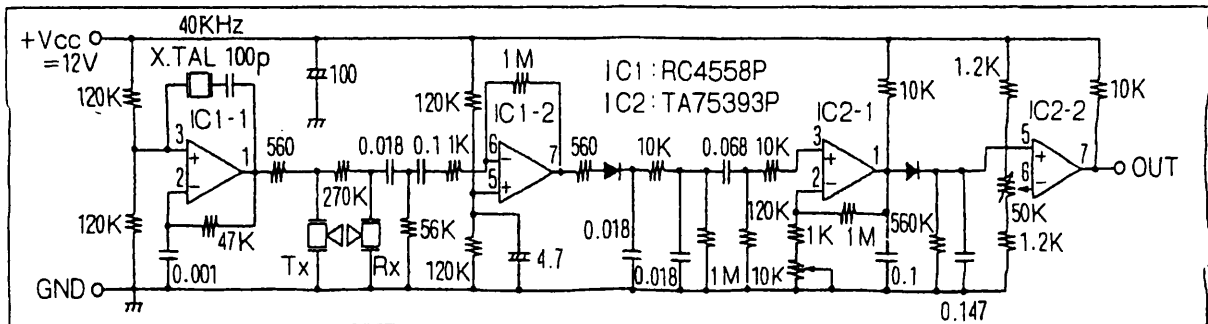 40KHz
+Vcc
=12V
X.TAL 100p
100
120K
IC1-1
3
2
1
+
−
120K
47K
0.001
GND
560
270K
Tx
Rx
0.018
0.1
1K
56K
120K
1M
IC1-2
6
5
7
−
+
120K
4.7
IC1:RC4558P
IC2:TA75393P
560
10K
0.018
0.018
0.068
10K
1M
120K
IC2-1
3
2
1
+
−
10K
1K
1M
10K
0.1
560K
0.147
1.2K
IC2-2
5
6
7
+
−
50K
1.2K
10K
OUT